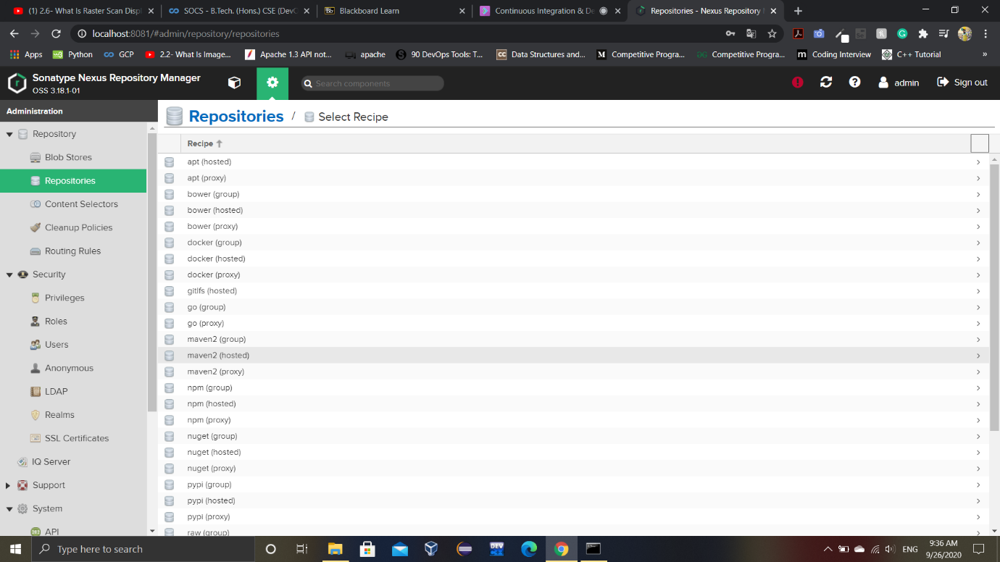 (1) 2.6- What Is Raster Scan Displ
SOCS - B.Tech. (Hons.) CSE (DevO
Blackboard Learn
Continuous Integration & De
Repositories - Nexus Repository M
localhost:8081/#admin/repository/repositories
Apps
Python
GCP
2.2- What Is Image...
Apache 1.3 API not...
apache
90 DevOps Tools: T...
Data Structures and...
Competitive Progra...
Competitive Progra...
Coding Interview
C++ Tutorial
»
Sonatype Nexus Repository Manager
OSS 3.18.1-01
Search components
admin
Sign out
Administration
Repository
Blob Stores
Repositories
Content Selectors
Cleanup Policies
Routing Rules
Security
Privileges
Roles
Users
Anonymous
LDAP
Realms
SSL Certificates
IQ Server
Support
System
API
Repositories / Select Recipe
Recipe
apt (hosted)
apt (proxy)
bower (group)
bower (hosted)
bower (proxy)
docker (group)
docker (hosted)
docker (proxy)
gitlfs (hosted)
go (group)
go (proxy)
maven2 (group)
maven2 (hosted)
maven2 (proxy)
npm (group)
npm (hosted)
npm (proxy)
nuget (group)
nuget (hosted)
nuget (proxy)
pypi (group)
pypi (hosted)
pypi (proxy)
raw (group)
Type here to search
DEV
ENG
9:36 AM
9/26/2020